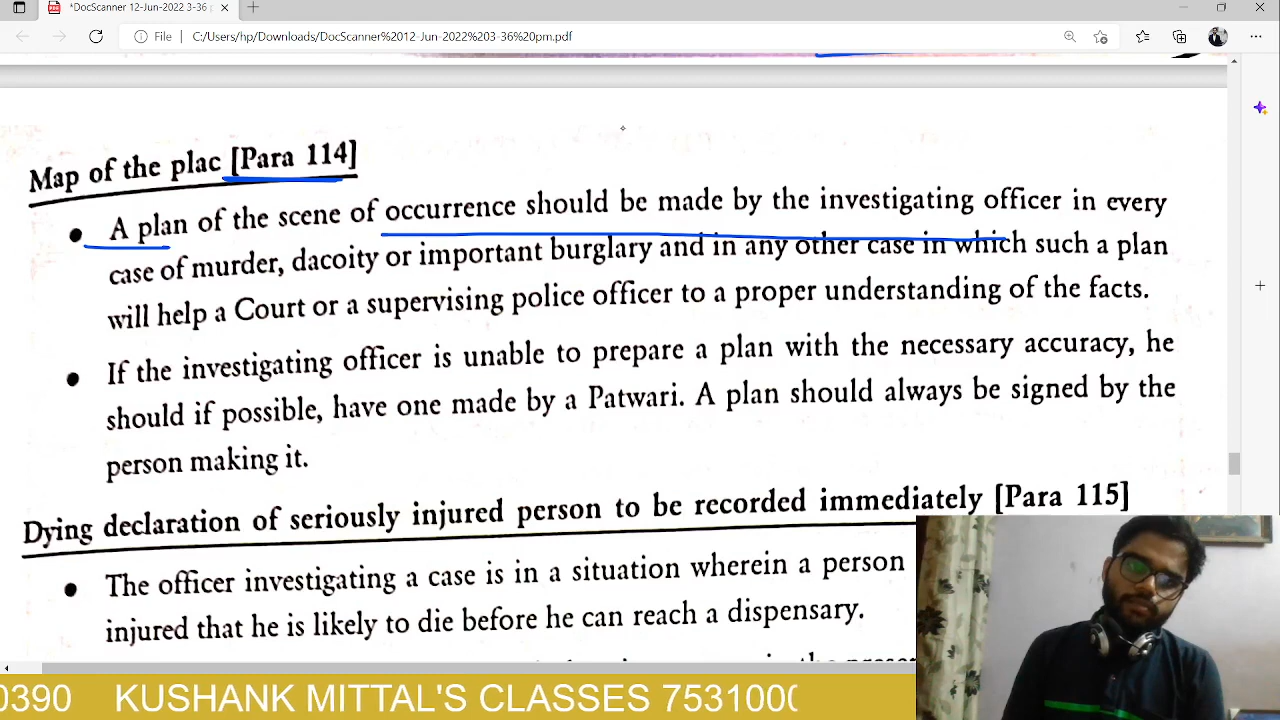 *DocScanner 12-Jun-2022 3-36 p
File | C:/Users/hp/Downloads/DocScanner%2012-Jun-2022%203-36%20pm.pdf
Map of the plac [Para 114]
• A plan of the scene of occurrence should be made by the investigating officer in every
case of murder, dacoity or important burglary and in any other case in which such a plan
will help a Court or a supervising police officer to a proper understanding of the facts.
• If the investigating officer is unable to prepare a plan with the necessary accuracy, he
should if possible, have one made by a Patwari. A plan should always be signed by the
person making it.
Dying declaration of seriously injured person to be recorded immediately [Para 115]
• The officer investigating a case is in a situation wherein a person
injured that he is likely to die before he can reach a dispensary.
0390 KUSHANK MITTAL'S CLASSES 7531000